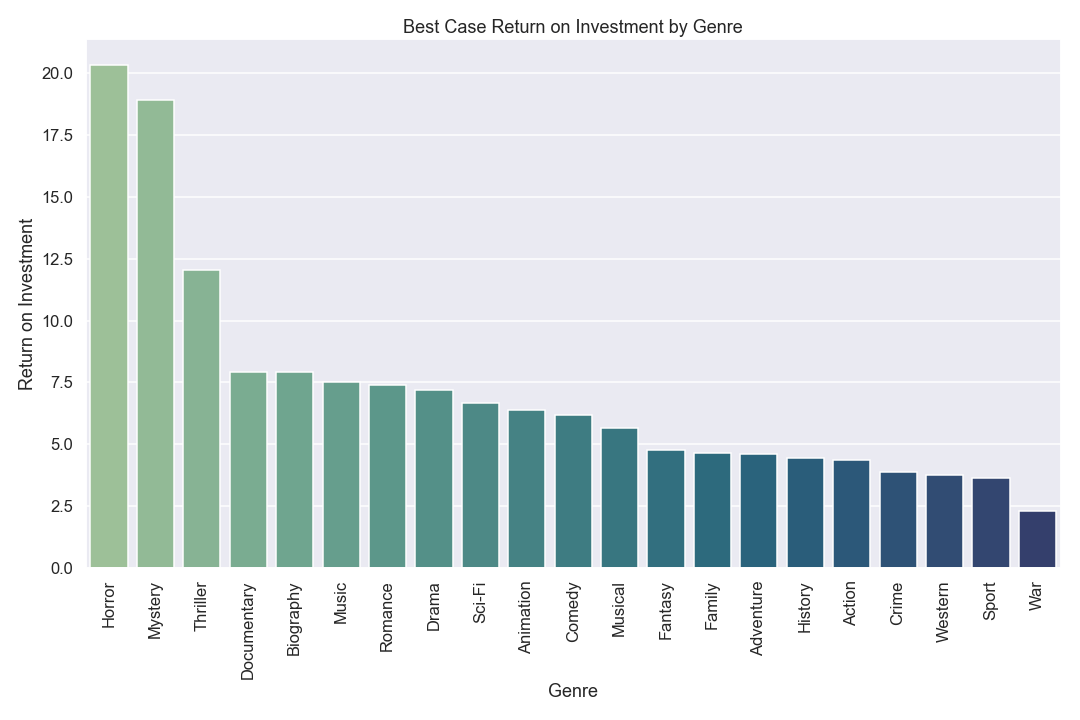 Best Case Return on Investment by Genre
Return on Investment
20.0
17.5
15.0
12.5
10.0
7.5
5.0
2.5
0.0
Horror
Mystery
Thriller
Documentary
Biography
Music
Romance
Drama
Sci-Fi
Animation
Comedy
Musical
Fantasy
Family
Adventure
History
Action
Crime
Western
Sport
War
Genre